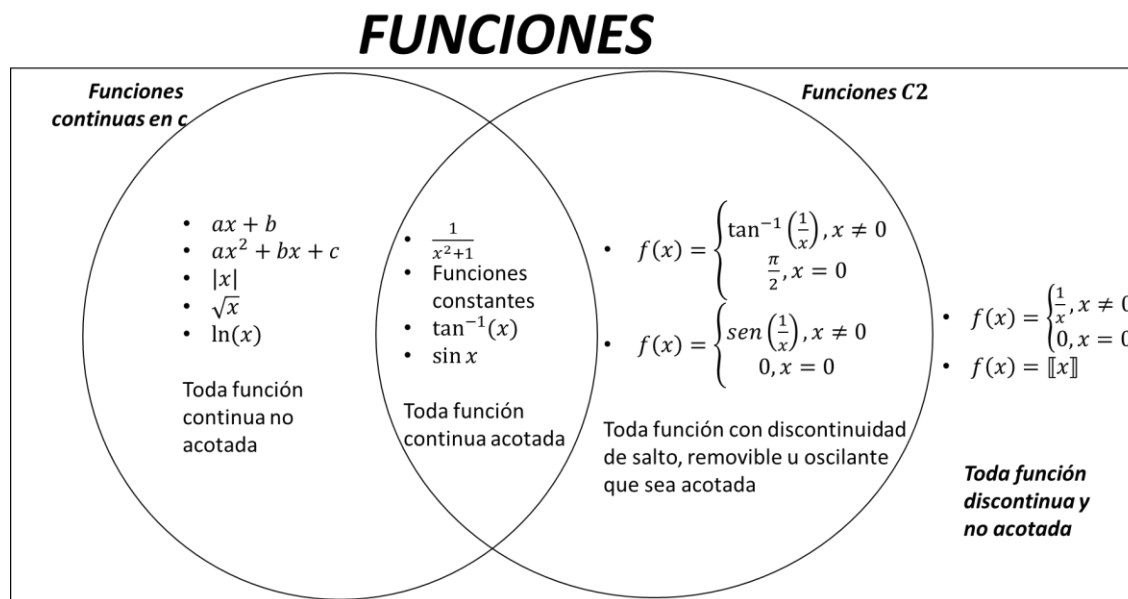 FUNCIONES
Funciones
continuas en c
Funciones C2
• ax + b
• ax² + bx + c
• |x|
• √x
• ln(x)
Toda función
continua no
acotada
• 1/(x²+1)
• Funciones
constantes
• tan⁻¹(x)
• sin x
Toda función
continua acotada
• f(x) = { tan⁻¹(1/x), x ≠ 0
π/2, x = 0
• f(x) = { sen(1/x), x ≠ 0
0, x = 0
Toda función con discontinuidad
de salto, removible u oscilante
que sea acotada
• f(x) = { 1/x, x ≠ 0
0, x = 0
• f(x) = ⟦x⟧
Toda función
discontinua y
no acotada